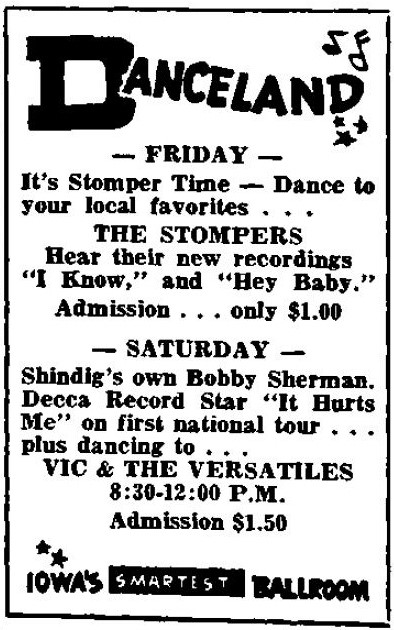 DANCELAND
— FRIDAY —
It's Stomper Time — Dance to
your local favorites . . .
THE STOMPERS
Hear their new recordings
"I Know," and "Hey Baby."
Admission . . . only $1.00
— SATURDAY —
Shindig's own Bobby Sherman.
Decca Record Star "It Hurts
Me" on first national tour . . .
plus dancing to . . .
VIC & THE VERSATILES
8:30-12:00 P.M.
Admission $1.50
IOWA'S SMARTEST BALLROOM